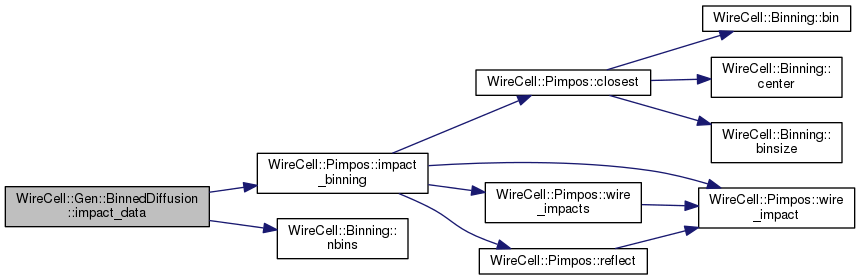 WireCell::Gen::BinnedDiffusion
::impact_data
WireCell::Pimpos::impact
_binning
WireCell::Binning::
nbins
WireCell::Pimpos::closest
WireCell::Pimpos::wire
_impacts
WireCell::Pimpos::reflect
WireCell::Binning::bin
WireCell::Binning::
center
WireCell::Binning::
binsize
WireCell::Pimpos::wire
_impact